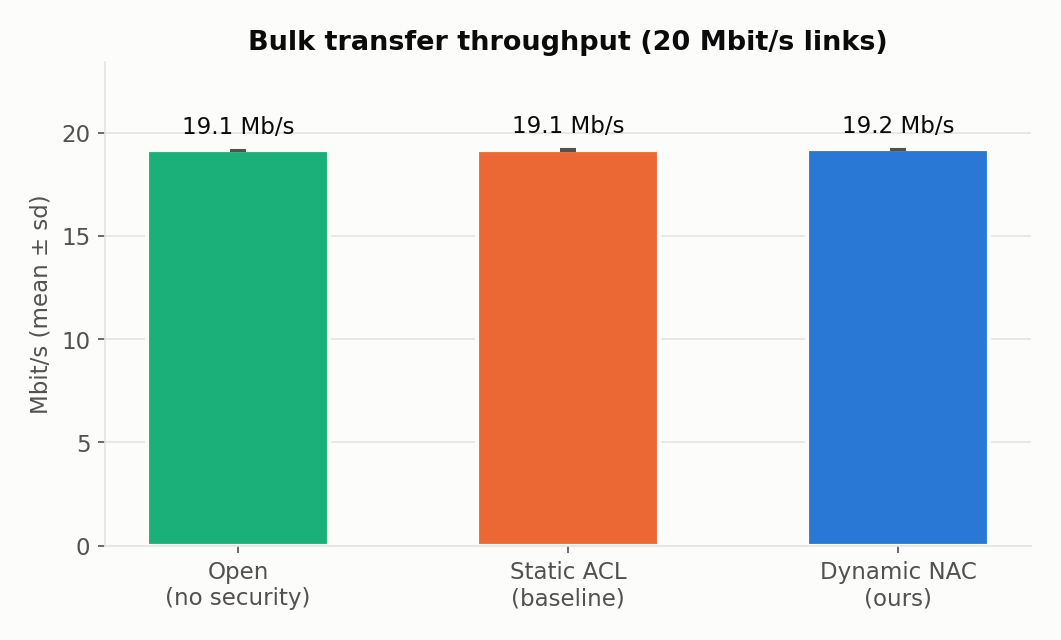 Bulk transfer throughput (20 Mbit/s links)
Mbit/s (mean ± sd)
20
15
10
5
0
19.1 Mb/s
19.1 Mb/s
19.2 Mb/s
Open
(no security)
Static ACL
(baseline)
Dynamic NAC
(ours)